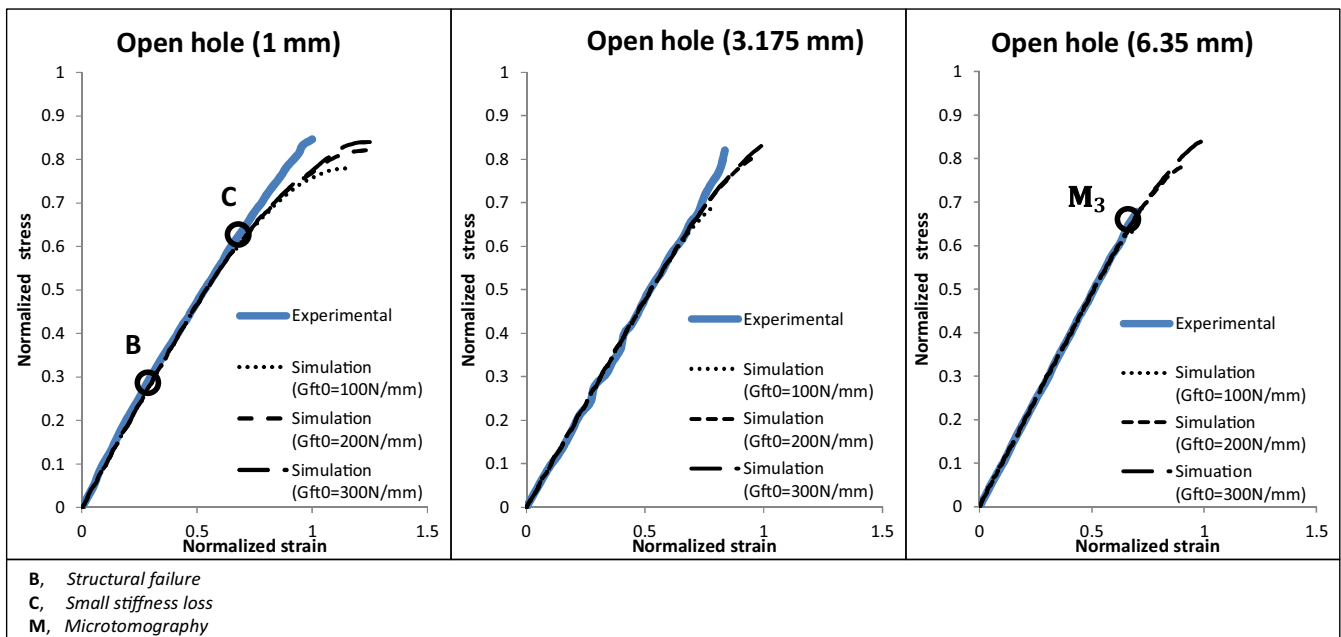 Open hole (1 mm)
Normalized stress
1
0.9
0.8
0.7
0.6
0.5
0.4
0.3
0.2
0.1
0
C
B
Experimental
Simulation
(Gft0=100N/mm)
Simulation
(Gft0=200N/mm)
Simulation
(Gft0=300N/mm)
0 0.5 1 1.5
Normalized strain
Open hole (3.175 mm)
Normalized stress
1
0.9
0.8
0.7
0.6
0.5
0.4
0.3
0.2
0.1
0
Experimental
Simulation
(Gft0=100N/mm)
Simulation
(Gft0=200N/mm)
Simulation
(Gft0=300N/mm)
0 0.5 1 1.5
Normalized strain
Open hole (6.35 mm)
Normalized stress
1
0.9
0.8
0.7
0.6
0.5
0.4
0.3
0.2
0.1
0
M₃
Experimental
Simulation
(Gft0=100N/mm)
Simulation
(Gft0=200N/mm)
Simuation
(Gft0=300N/mm)
0 0.5 1 1.5
Normalized strain
B, Structural failure
C, Small stiffness loss
M, Microtomography